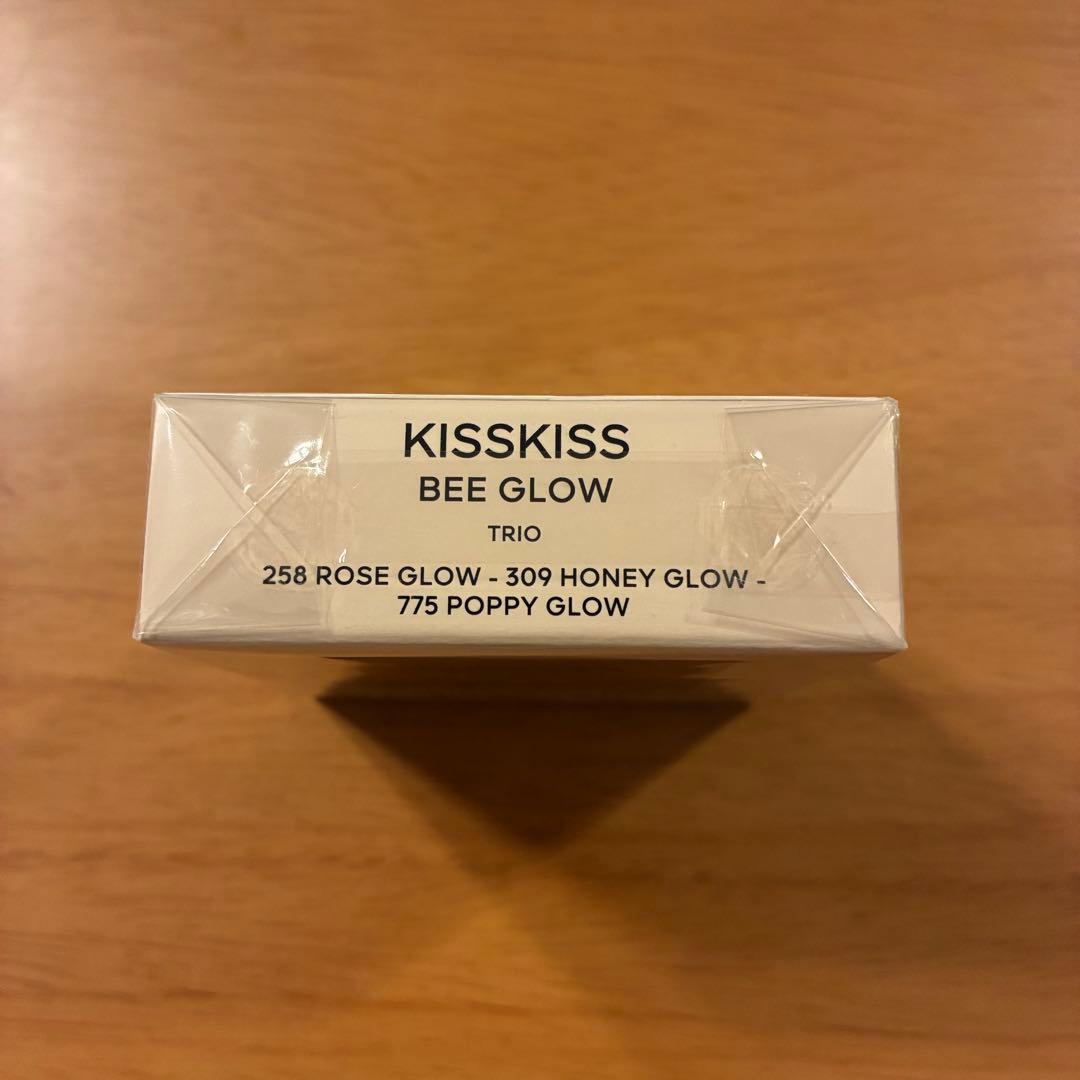 KISSKISS
BEE GLOW
TRIO
258 ROSE GLOW - 309 HONEY GLOW -
775 POPPY GLOW